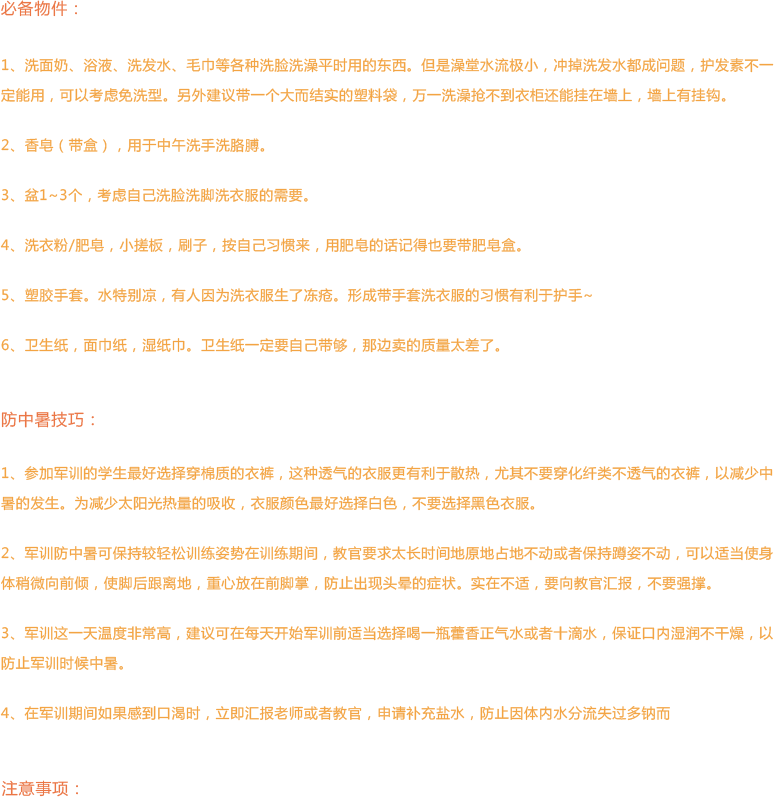 必备物件：
1、洗面奶、浴液、洗发水、毛巾等各种洗脸洗澡平时用的东西。但是澡堂水流极小，冲掉洗发水都成问题，护发素不一
定能用，可以考虑免洗型。另外建议带一个大而结实的塑料袋，万一洗澡抢不到衣柜还能挂在墙上，墙上有挂钩。
2、香皂（带盒），用于中午洗手洗胳膊。
3、盆1~3个，考虑自己洗脸洗脚洗衣服的需要。
4、洗衣粉/肥皂，小搓板，刷子，按自己习惯来，用肥皂的话记得也要带肥皂盒。
5、塑胶手套。水特别凉，有人因为洗衣服生了冻疮。形成带手套洗衣服的习惯有利于护手~
6、卫生纸，面巾纸，湿纸巾。卫生纸一定要自己带够，那边卖的质量太差了。
防中暑技巧：
1、参加军训的学生最好选择穿棉质的衣裤，这种透气的衣服更有利于散热，尤其不要穿化纤类不透气的衣裤，以减少中
暑的发生。为减少太阳光热量的吸收，衣服颜色最好选择白色，不要选择黑色衣服。
2、军训防中暑可保持较轻松训练姿势在训练期间，教官要求太长时间地原地占地不动或者保持蹲姿不动，可以适当使身
体稍微向前倾，使脚后跟离地，重心放在前脚掌，防止出现头晕的症状。实在不适，要向教官汇报，不要强撑。
3、军训这一天温度非常高，建议可在每天开始军训前适当选择喝一瓶藿香正气水或者十滴水，保证口内湿润不干燥，以
防止军训时候中暑。
4、在军训期间如果感到口渴时，立即汇报老师或者教官，申请补充盐水，防止因体内水分流失过多钠而
注意事项：